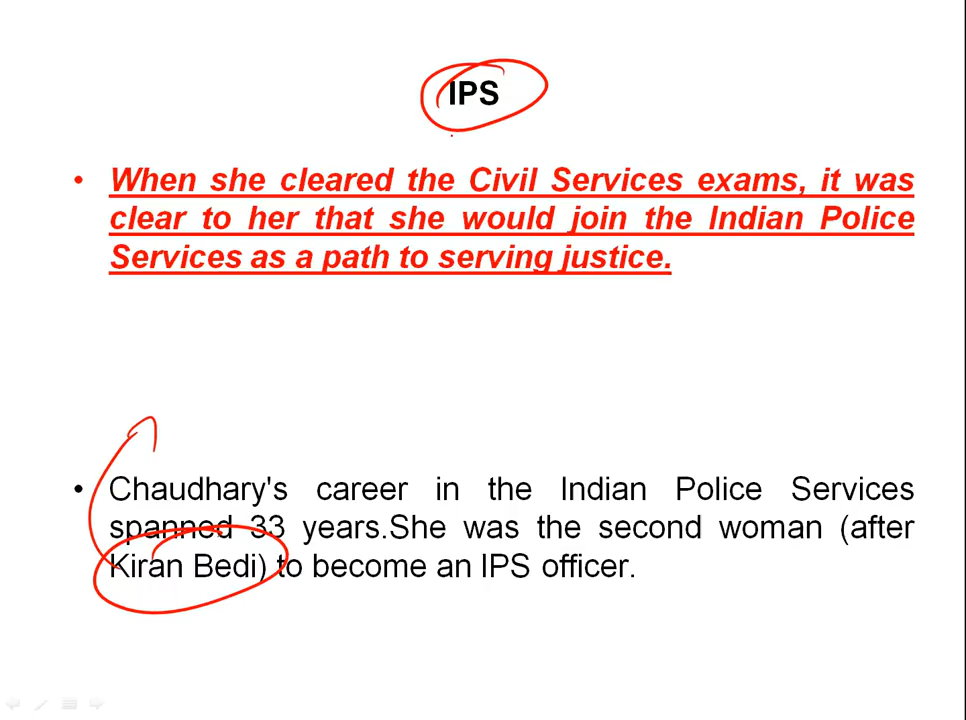 IPS
• When she cleared the Civil Services exams, it was
clear to her that she would join the Indian Police
Services as a path to serving justice.
• Chaudhary's career in the Indian Police Services
spanned 33 years.She was the second woman (after
Kiran Bedi) to become an IPS officer.